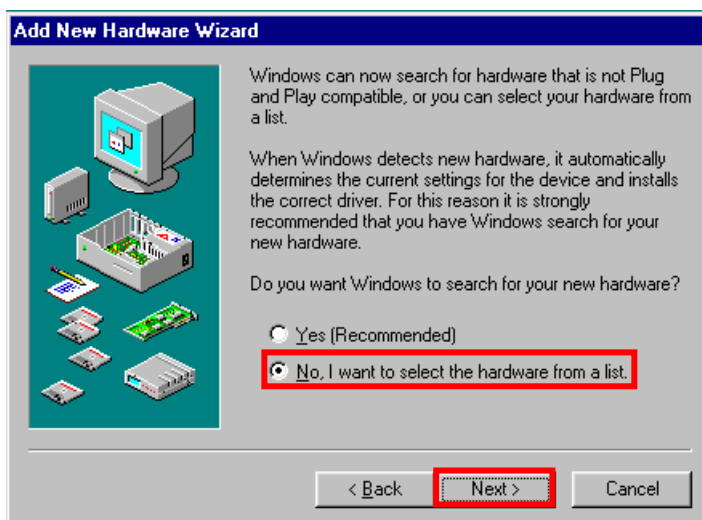 Add New Hardware Wizard
Windows can now search for hardware that is not Plug
and Play compatible, or you can select your hardware from
a list.
When Windows detects new hardware, it automatically
determines the current settings for the device and installs
the correct driver. For this reason it is strongly
recommended that you have Windows search for your
new hardware.
Do you want Windows to search for your new hardware?
Yes (Recommended)
No, I want to select the hardware from a list.
< Back
Next >
Cancel